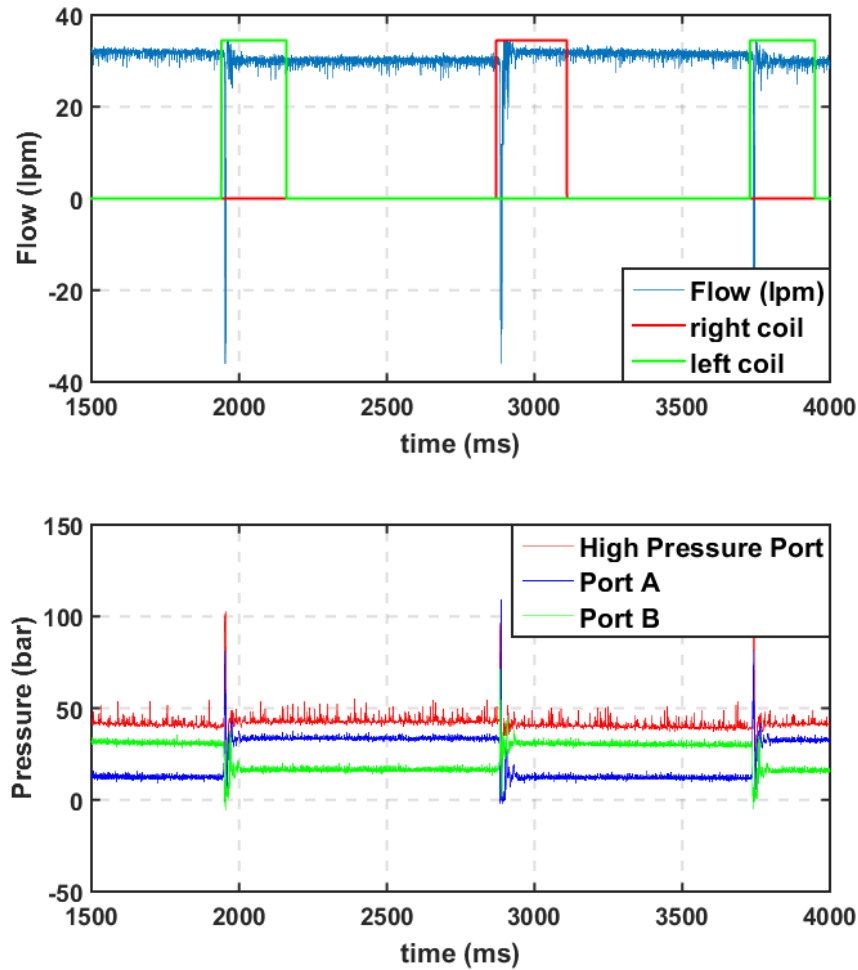 40
20
0
-20
-40
Flow (lpm)
Flow (lpm)
right coil
left coil
1500 2000 2500 3000 3500 4000
time (ms)
150
100
50
0
-50
Pressure (bar)
High Pressure Port
Port A
Port B
1500 2000 2500 3000 3500 4000
time (ms)